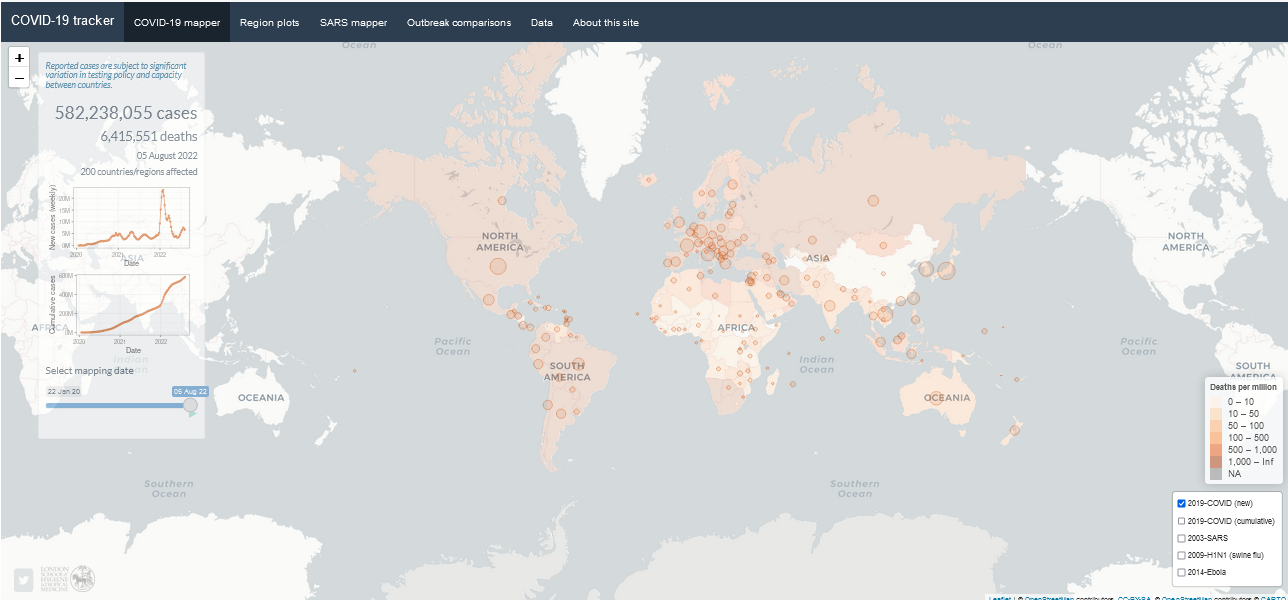 COVID-19 tracker
COVID-19 mapper
Region plots
SARS mapper
Outbreak comparisons
Data
About this site
Ocean
Ocean
+
−
Reported cases are subject to significant
variation in testing policy and capacity
between countries.
582,238,055 cases
6,415,551 deaths
05 August 2022
200 countries/regions affected
New cases (weekly)
20M
15M
10M
5M
0M
2020
2021
2022
Date
ASIA
Cumulative cases
600M
400M
200M
0M
2020
2021
2022
Date
AFRICA
Indian
Ocean
Select mapping date
22 Jan 20
05 Aug 22
OCEANIA
NORTH
AMERICA
Pacific
Ocean
SOUTH
AMERICA
AFRICA
ASIA
Indian
Ocean
OCEANIA
NORTH
AMERICA
Pacific
Ocean
SOUTH
AMERICA
Southern
Ocean
Southern
Ocean
Deaths per million
0 – 10
10 – 50
50 – 100
100 – 500
500 – 1,000
1,000 – Inf
NA
2019-COVID (new)
2019-COVID (cumulative)
2003-SARS
2009-H1N1 (swine flu)
2014-Ebola
LONDON
SCHOOL of
HYGIENE
&TROPICAL
MEDICINE
Leaflet | © OpenStreetMap contributors, CC-BY-SA, © OpenStreetMap contributors © CARTO